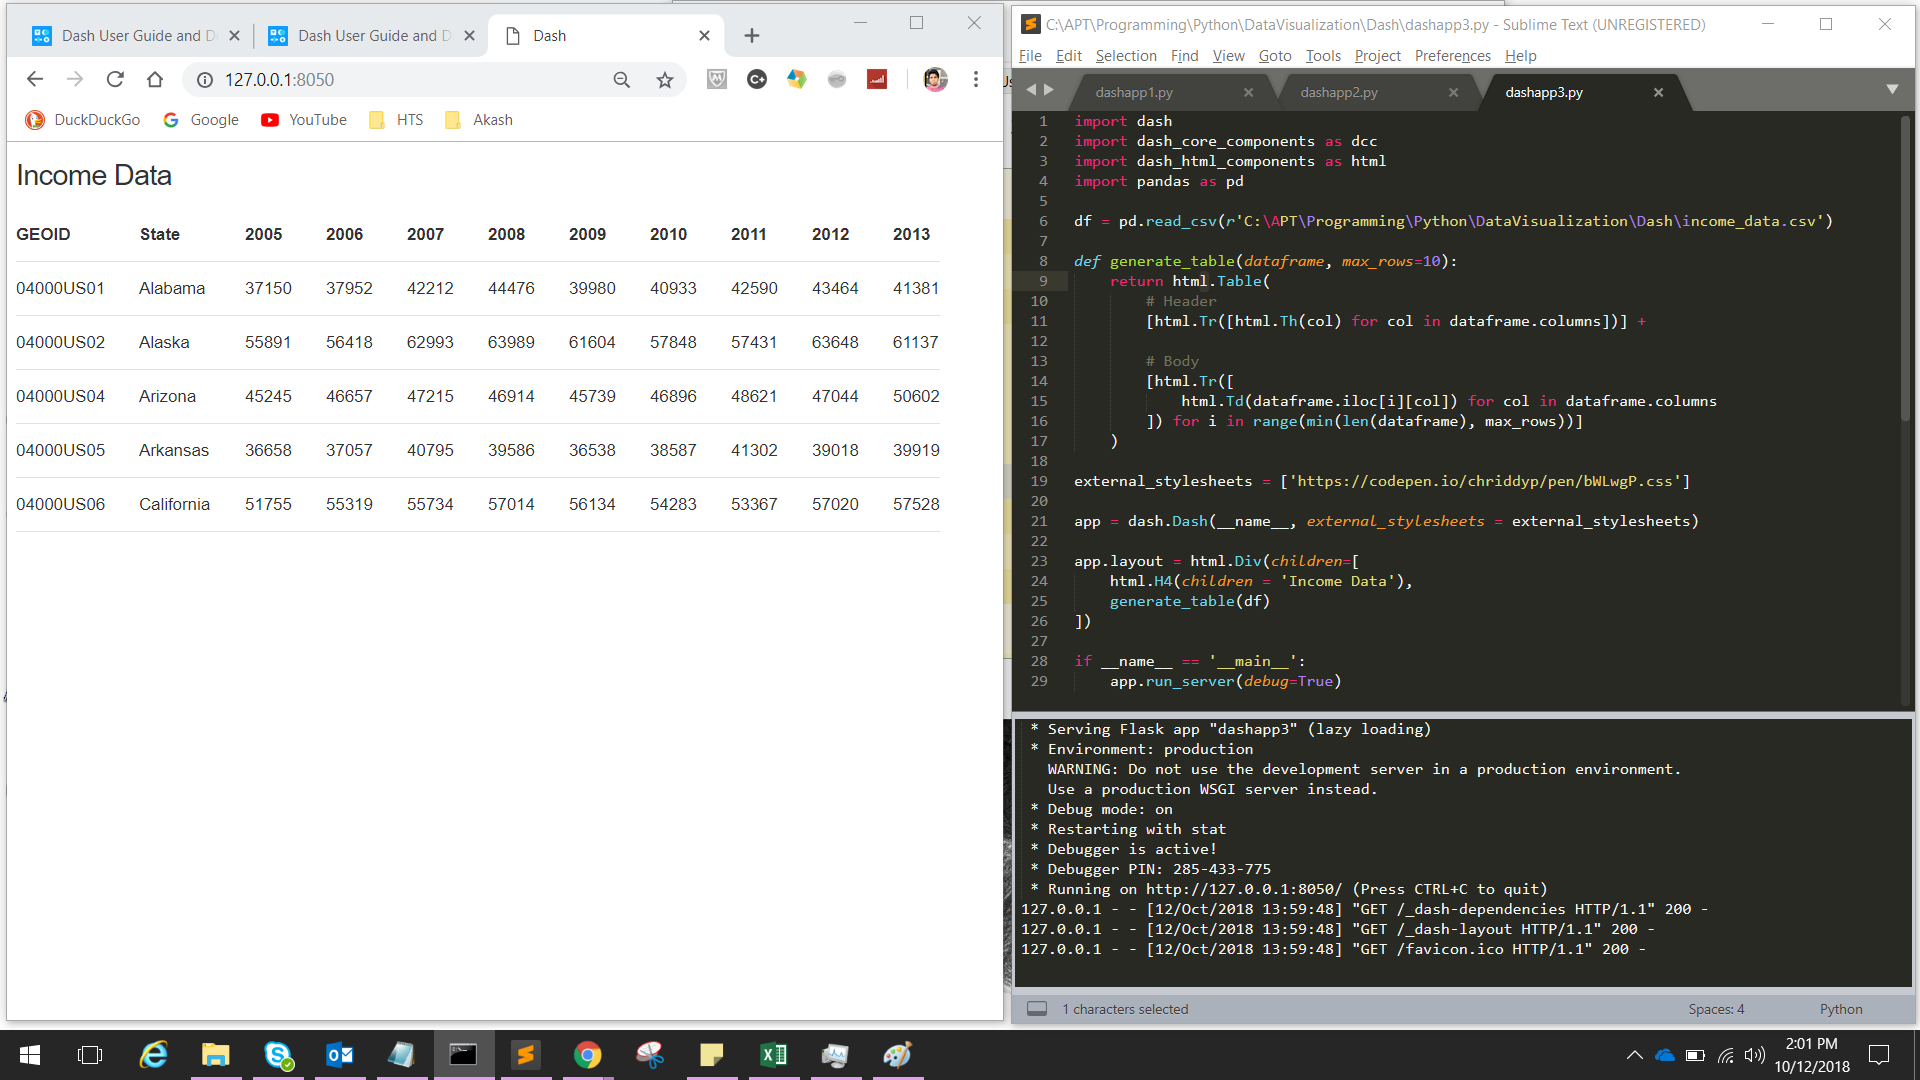 Dash User Guide and D
Dash User Guide and D
Dash
127.0.0.1:8050
DuckDuckGo
Google
YouTube
HTS
Akash
Income Data
GEOID State 2005 2006 2007 2008 2009 2010 2011 2012 2013
04000US01 Alabama 37150 37952 42212 44476 39980 40933 42590 43464 41381
04000US02 Alaska 55891 56418 62993 63989 61604 57848 57431 63648 61137
04000US04 Arizona 45245 46657 47215 46914 45739 46896 48621 47044 50602
04000US05 Arkansas 36658 37057 40795 39586 36538 38587 41302 39018 39919
04000US06 California 51755 55319 55734 57014 56134 54283 53367 57020 57528
C:\APT\Programming\Python\DataVisualization\Dash\dashapp3.py - Sublime Text (UNREGISTERED)
File Edit Selection Find View Goto Tools Project Preferences Help
dashapp1.py
dashapp2.py
dashapp3.py
1 import dash
2 import dash_core_components as dcc
3 import dash_html_components as html
4 import pandas as pd
5
6 df = pd.read_csv(r'C:\APT\Programming\Python\DataVisualization\Dash\income_data.csv')
7
8 def generate_table(dataframe, max_rows=10):
9     return html.Table(
10         # Header
11         [html.Tr([html.Th(col) for col in dataframe.columns])] +
12
13         # Body
14         [html.Tr([
15             html.Td(dataframe.iloc[i][col]) for col in dataframe.columns
16         ]) for i in range(min(len(dataframe), max_rows))]
17     )
18
19 external_stylesheets = ['https://codepen.io/chriddyp/pen/bWLwgP.css']
20
21 app = dash.Dash(__name__, external_stylesheets = external_stylesheets)
22
23 app.layout = html.Div(children=[
24     html.H4(children = 'Income Data'),
25     generate_table(df)
26 ])
27
28 if __name__ == '__main__':
29     app.run_server(debug=True)
* Serving Flask app "dashapp3" (lazy loading)
* Environment: production
WARNING: Do not use the development server in a production environment.
Use a production WSGI server instead.
* Debug mode: on
* Restarting with stat
* Debugger is active!
* Debugger PIN: 285-433-775
* Running on http://127.0.0.1:8050/ (Press CTRL+C to quit)
127.0.0.1 - - [12/Oct/2018 13:59:48] "GET /_dash-dependencies HTTP/1.1" 200 -
127.0.0.1 - - [12/Oct/2018 13:59:48] "GET /_dash-layout HTTP/1.1" 200 -
127.0.0.1 - - [12/Oct/2018 13:59:48] "GET /favicon.ico HTTP/1.1" 200 -
1 characters selected
Spaces: 4
Python
2:01 PM
10/12/2018